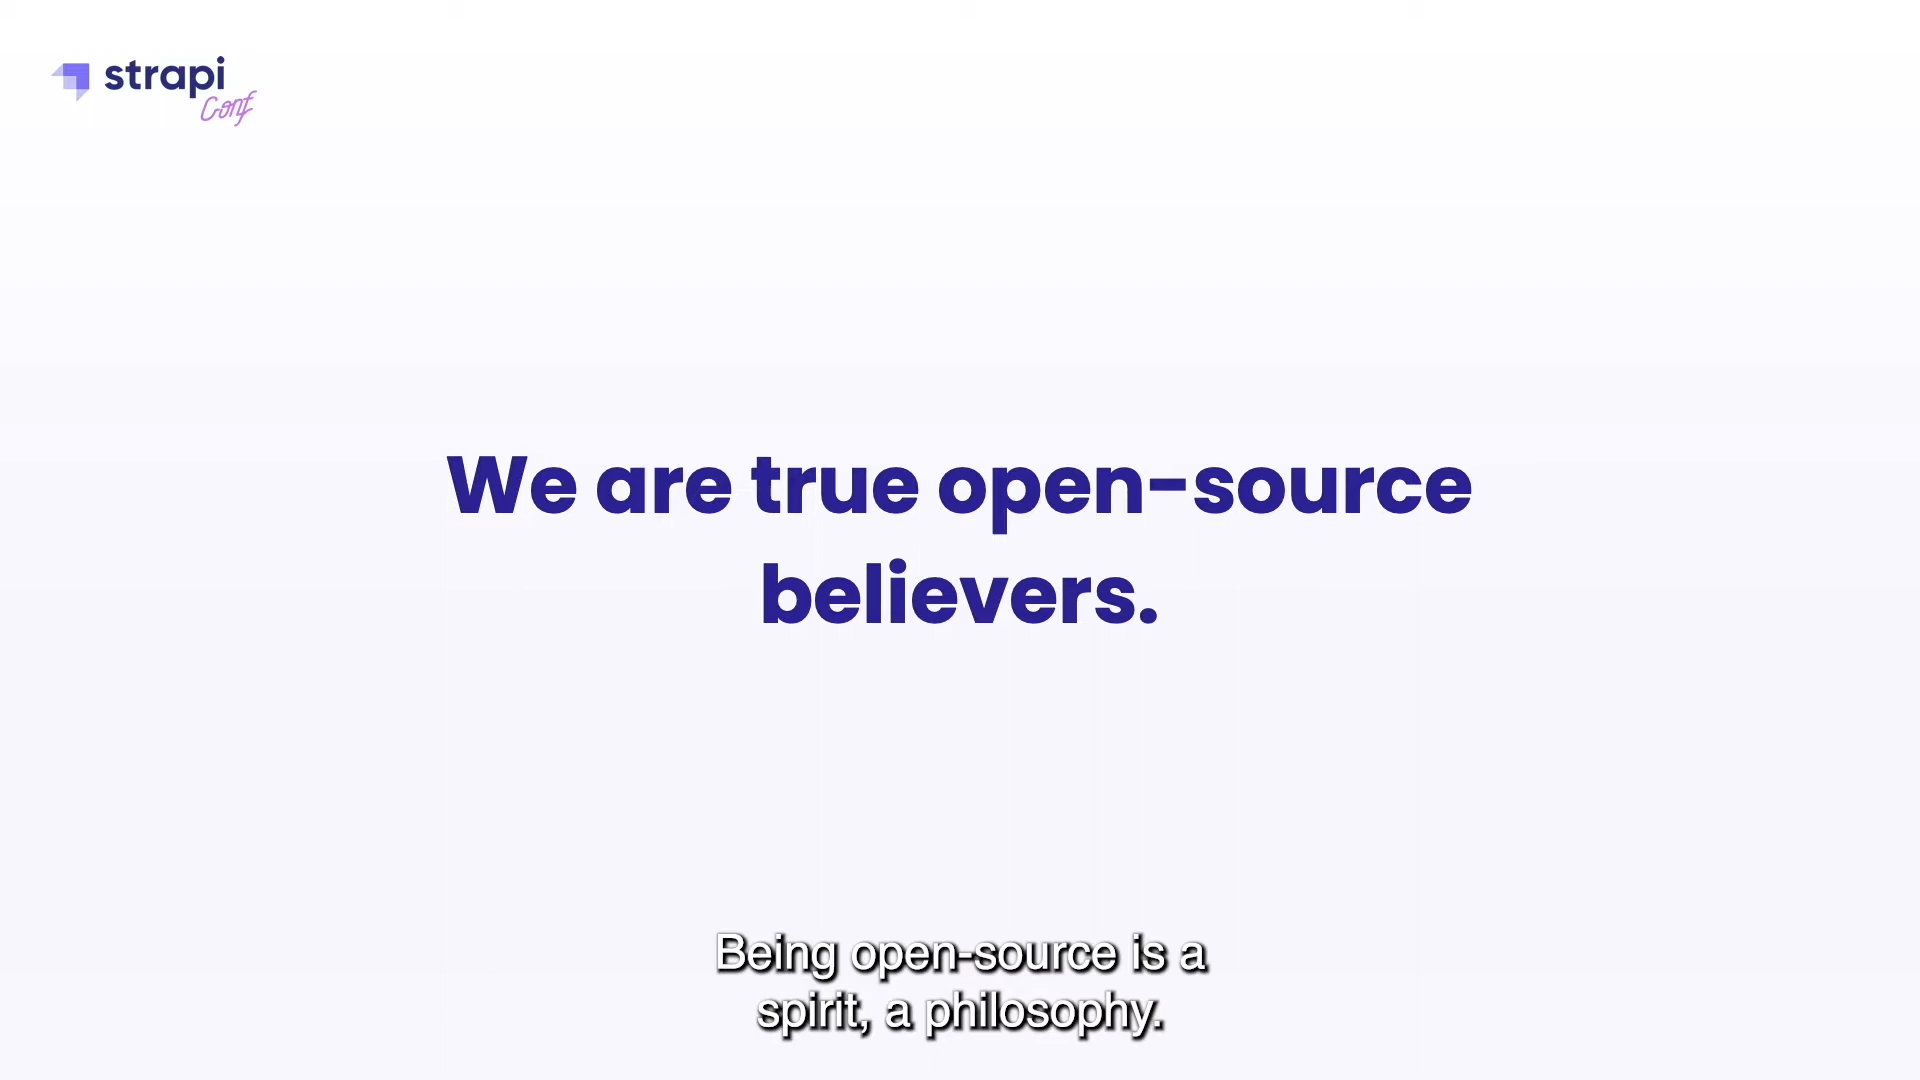 strapi
Conf
We are true open-source
believers.
Being open-source is a
spirit, a philosophy.